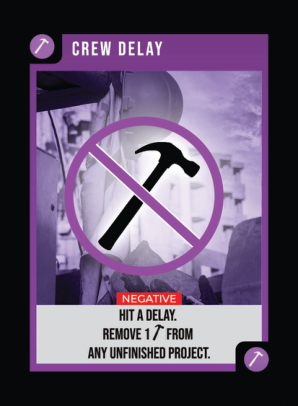 CREW DELAY
NEGATIVE
HIT A DELAY.
REMOVE 1 FROM
ANY UNFINISHED PROJECT.